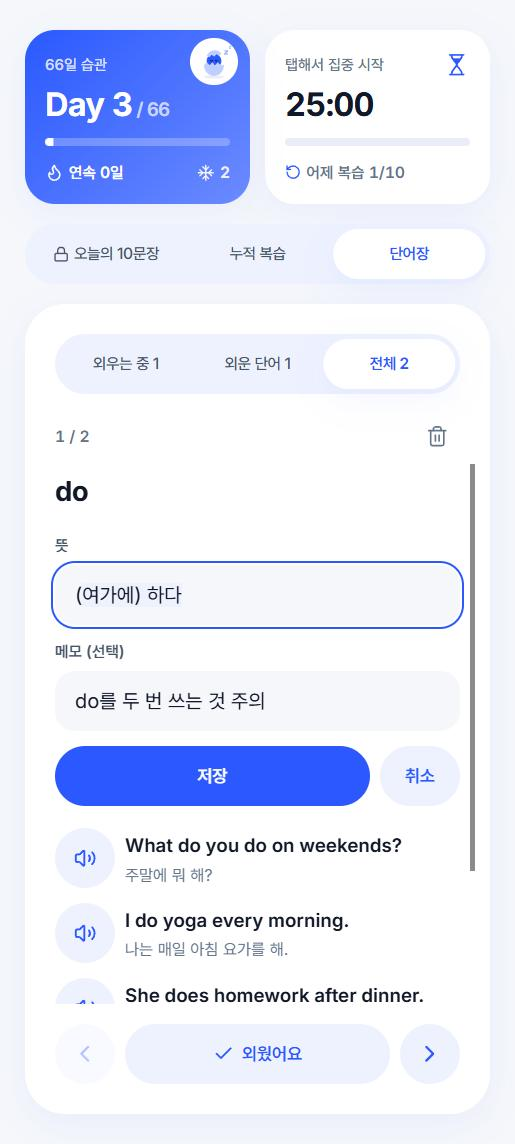 66일 습관
Day 3 / 66
연속 0일 2
탭해서 집중 시작
25:00
어제 복습 1/10
오늘의 10문장 누적 복습 단어장
외우는 중 1 외운 단어 1 전체 2
1 / 2
do
뜻
(여가에) 하다
메모 (선택)
do를 두 번 쓰는 것 주의
저장 취소
What do you do on weekends?
주말에 뭐 해?
I do yoga every morning.
나는 매일 아침 요가를 해.
She does homework after dinner.
외웠어요